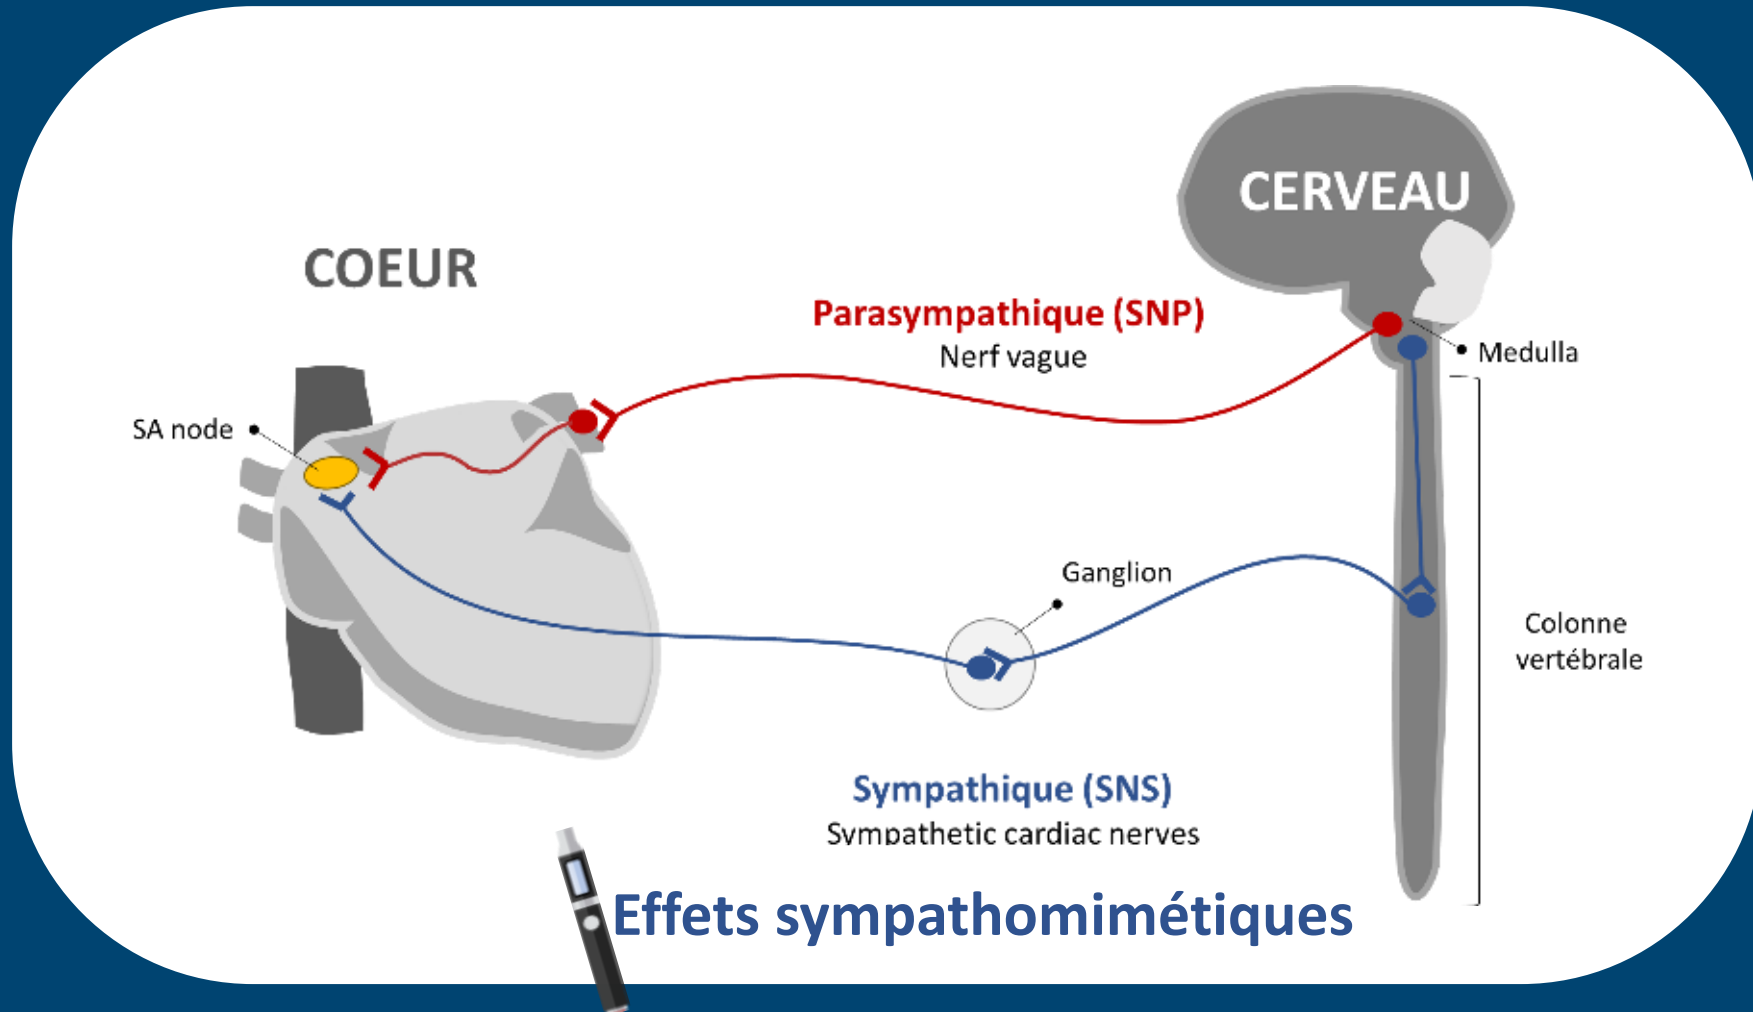 CERVEAU
COEUR
Parasympathique (SNP)
Nerf vague
Medulla
SA node
Ganglion
Colonne
vertébrale
Sympathique (SNS)
Sympathetic cardiac nerves
Effets sympathomimétiques